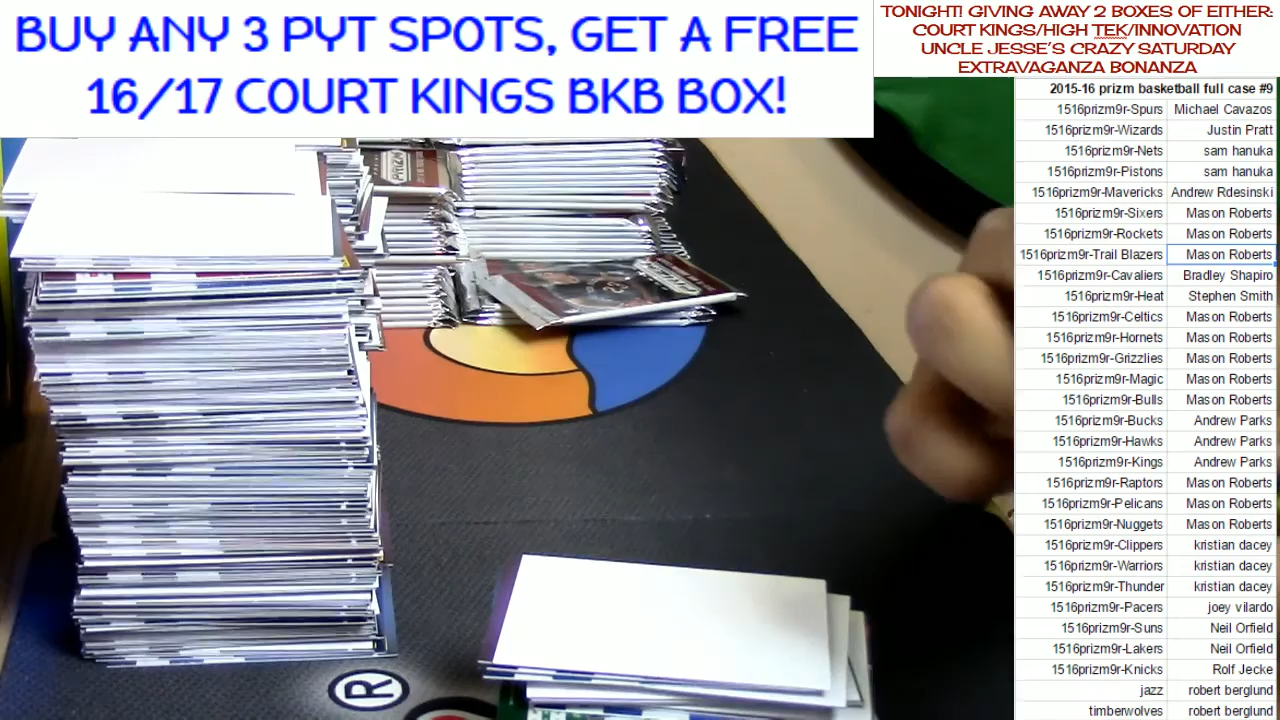 BUY ANY 3 PYT SPOTS, GET A FREE
16/17 COURT KINGS BKB BOX!
TONIGHT! GIVING AWAY 2 BOXES OF EITHER:
COURT KINGS/HIGH TEK/INNOVATION
UNCLE JESSE'S CRAZY SATURDAY
EXTRAVAGANZA BONANZA
2015-16 prizm basketball full case #9
1516prizm9r-Spurs Michael Cavazos
1516prizm9r-Wizards Justin Pratt
1516prizm9r-Nets sam hanuka
1516prizm9r-Pistons sam hanuka
1516prizm9r-Mavericks Andrew Rdesinski
1516prizm9r-Sixers Mason Roberts
1516prizm9r-Rockets Mason Roberts
1516prizm9r-Trail Blazers Mason Roberts
1516prizm9r-Cavaliers Bradley Shapiro
1516prizm9r-Heat Stephen Smith
1516prizm9r-Celtics Mason Roberts
1516prizm9r-Hornets Mason Roberts
1516prizm9r-Grizzlies Mason Roberts
1516prizm9r-Magic Mason Roberts
1516prizm9r-Bulls Mason Roberts
1516prizm9r-Bucks Andrew Parks
1516prizm9r-Hawks Andrew Parks
1516prizm9r-Kings Andrew Parks
1516prizm9r-Raptors Mason Roberts
1516prizm9r-Pelicans Mason Roberts
1516prizm9r-Nuggets Mason Roberts
1516prizm9r-Clippers kristian dacey
1516prizm9r-Warriors kristian dacey
1516prizm9r-Thunder kristian dacey
1516prizm9r-Pacers joey vilardo
1516prizm9r-Suns Neil Orfield
1516prizm9r-Lakers Neil Orfield
1516prizm9r-Knicks Rolf Jecke
jazz robert berglund
timberwolves robert berglund
PRIZM
PRIZM
®